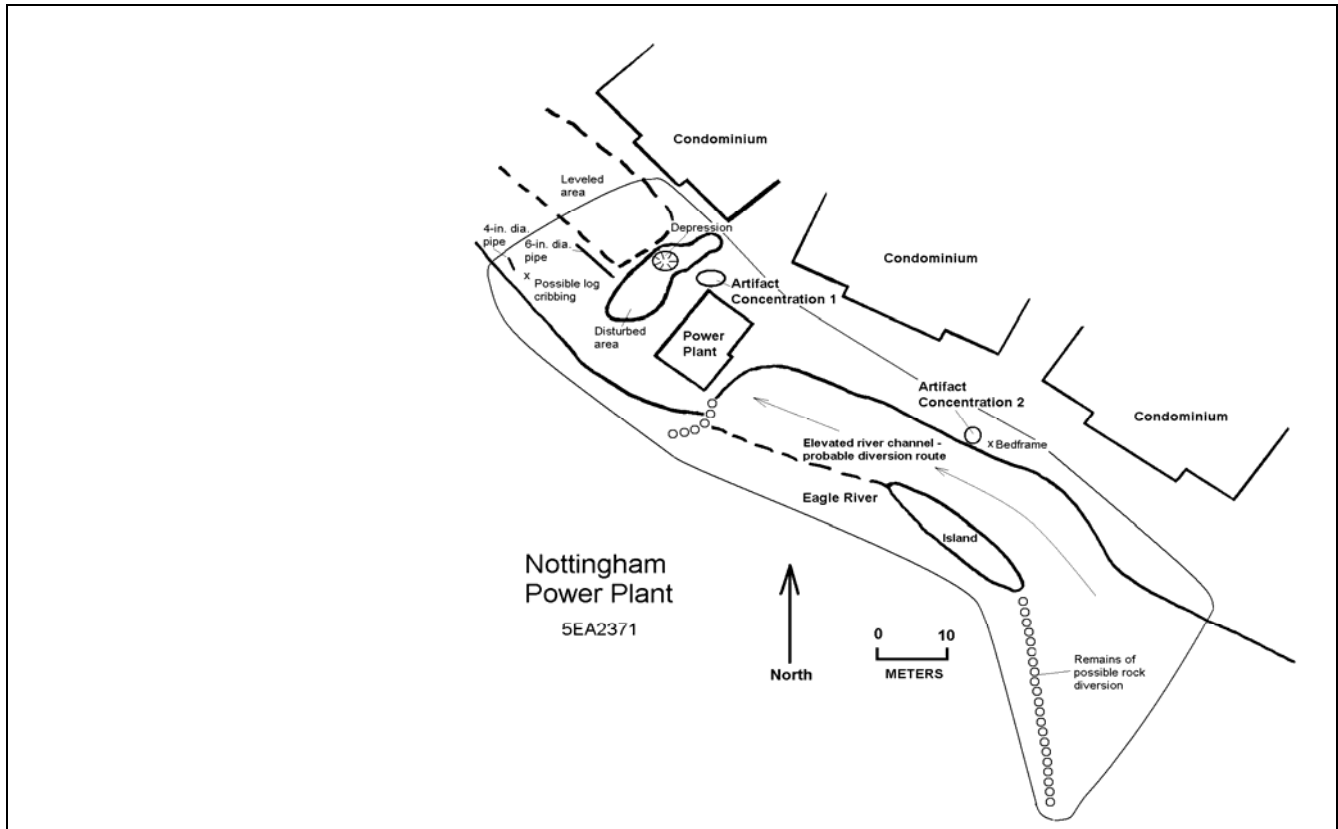 Condominium
Leveled
area
Depression
4-in. dia.
pipe
6-in. dia.
pipe
x
Possible log
cribbing
Condominium
Artifact
Concentration 1
Disturbed
area
Power
Plant
Artifact
Concentration 2
Condominium
xBedframe
Elevated river channel -
probable diversion route
Eagle River
Island
Nottingham
Power Plant
5EA2371
North
0 10
METERS
Remains of
possible rock
diversion